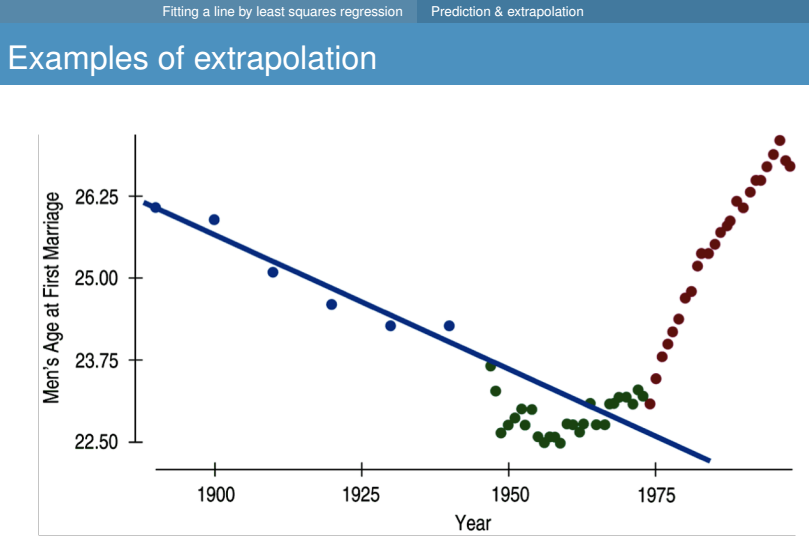 Fitting a line by least squares regression Prediction & extrapolation
Examples of extrapolation
Men's Age at First Marriage
26.25
25.00
23.75
22.50
1900 1925 1950 1975
Year